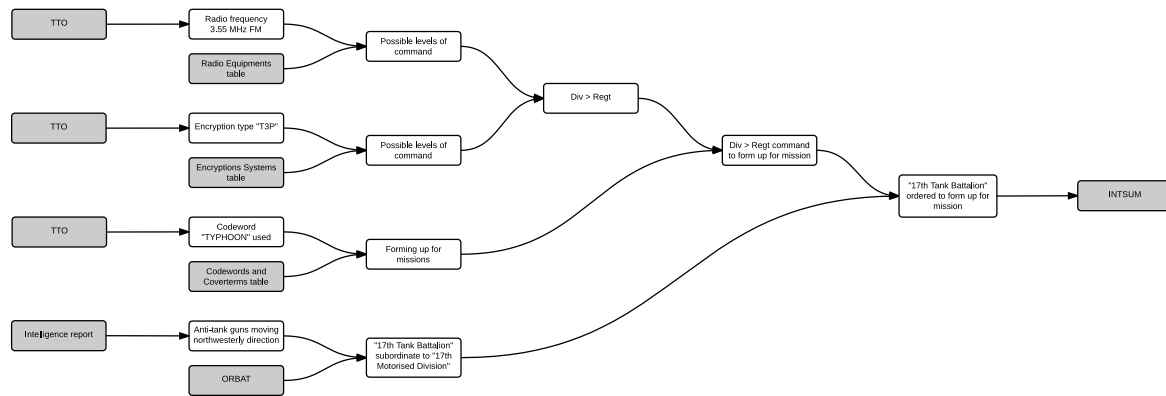 TTO
Radio frequency
3.55 MHz FM
Radio Equipments
table
Possible levels of
command
Div > Regt
TTO
Encryption type "T3P"
Encryptions Systems
table
Possible levels of
command
Div > Regt command
to form up for mission
"17th Tank Battalion"
ordered to form up for
mission
INTSUM
TTO
Codeword
"TYPHOON" used
Codewords and
Coverterms table
Forming up for
missions
Intelligence report
Anti-tank guns moving
northwesterly direction
ORBAT
"17th Tank Battalion"
subordinate to "17th
Motorised Division"